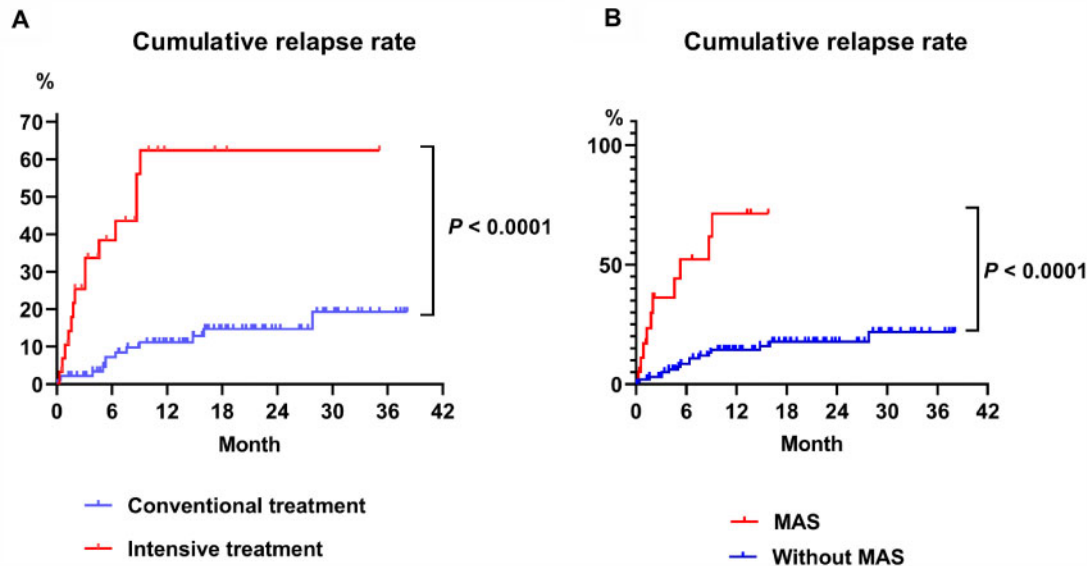 A
Cumulative relapse rate
%
70
60
50
40
30
20
10
0
0 6 12 18 24 30 36 42
Month
P < 0.0001
Conventional treatment
Intensive treatment
B
Cumulative relapse rate
%
100
50
0
0 6 12 18 24 30 36 42
Month
P < 0.0001
MAS
Without MAS